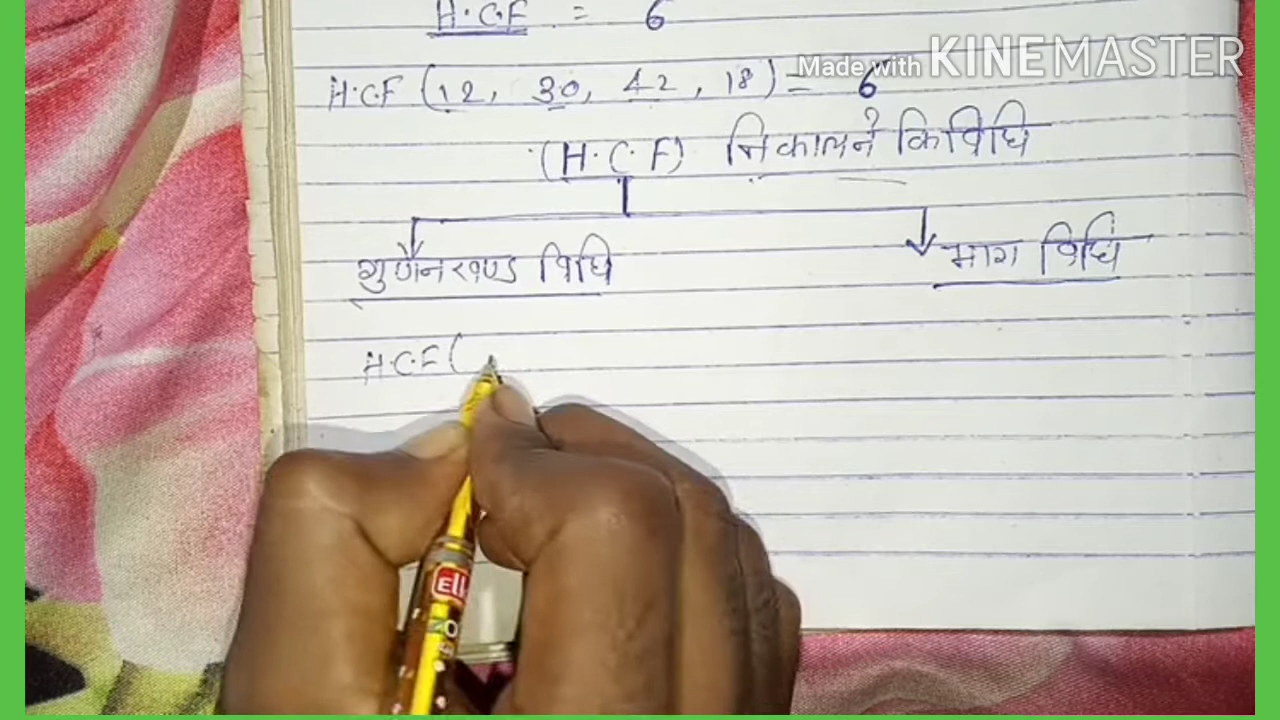 H.C.F = 6
Made with KINEMASTER
H.C.F (12, 30, 42, 18) = 6
(H.C.F) निकालने कि विधि
गुणनखण्ड विधि
भाग विधि
H.C.F (